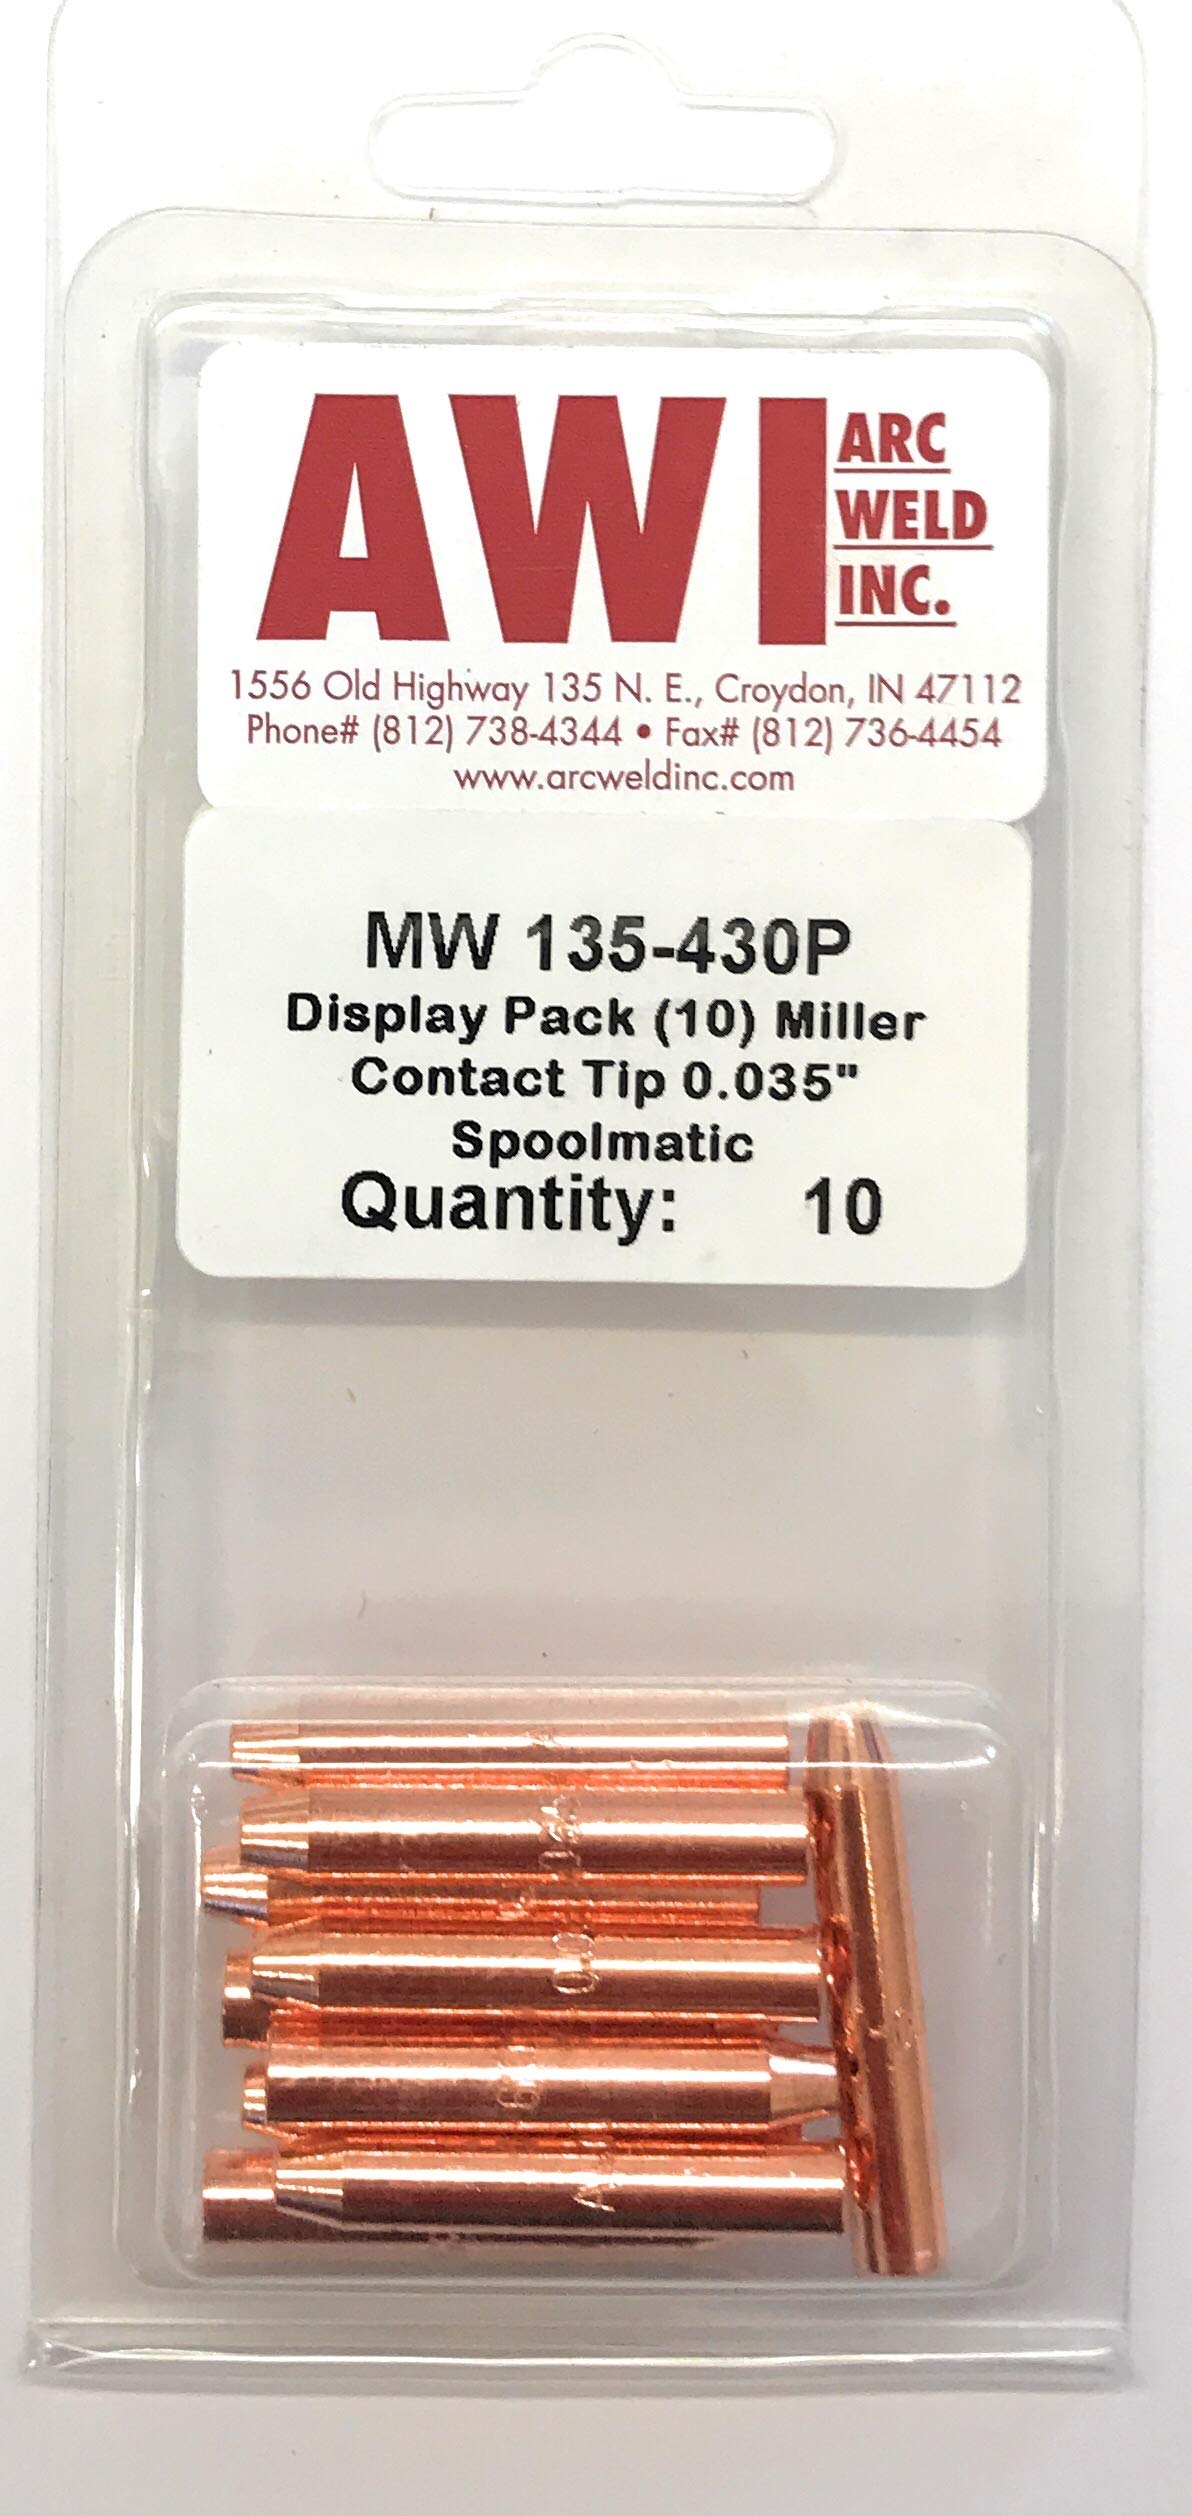 AWI
ARC
WELD
INC.
1556 Old Highway 135 N. E., Croydon, IN 47112
Phone# (812) 738-4344 • Fax# (812) 736-4454
www.arcweldinc.com
MW 135-430P
Display Pack (10) Miller
Contact Tip 0.035"
Spoolmatic
Quantity: 10